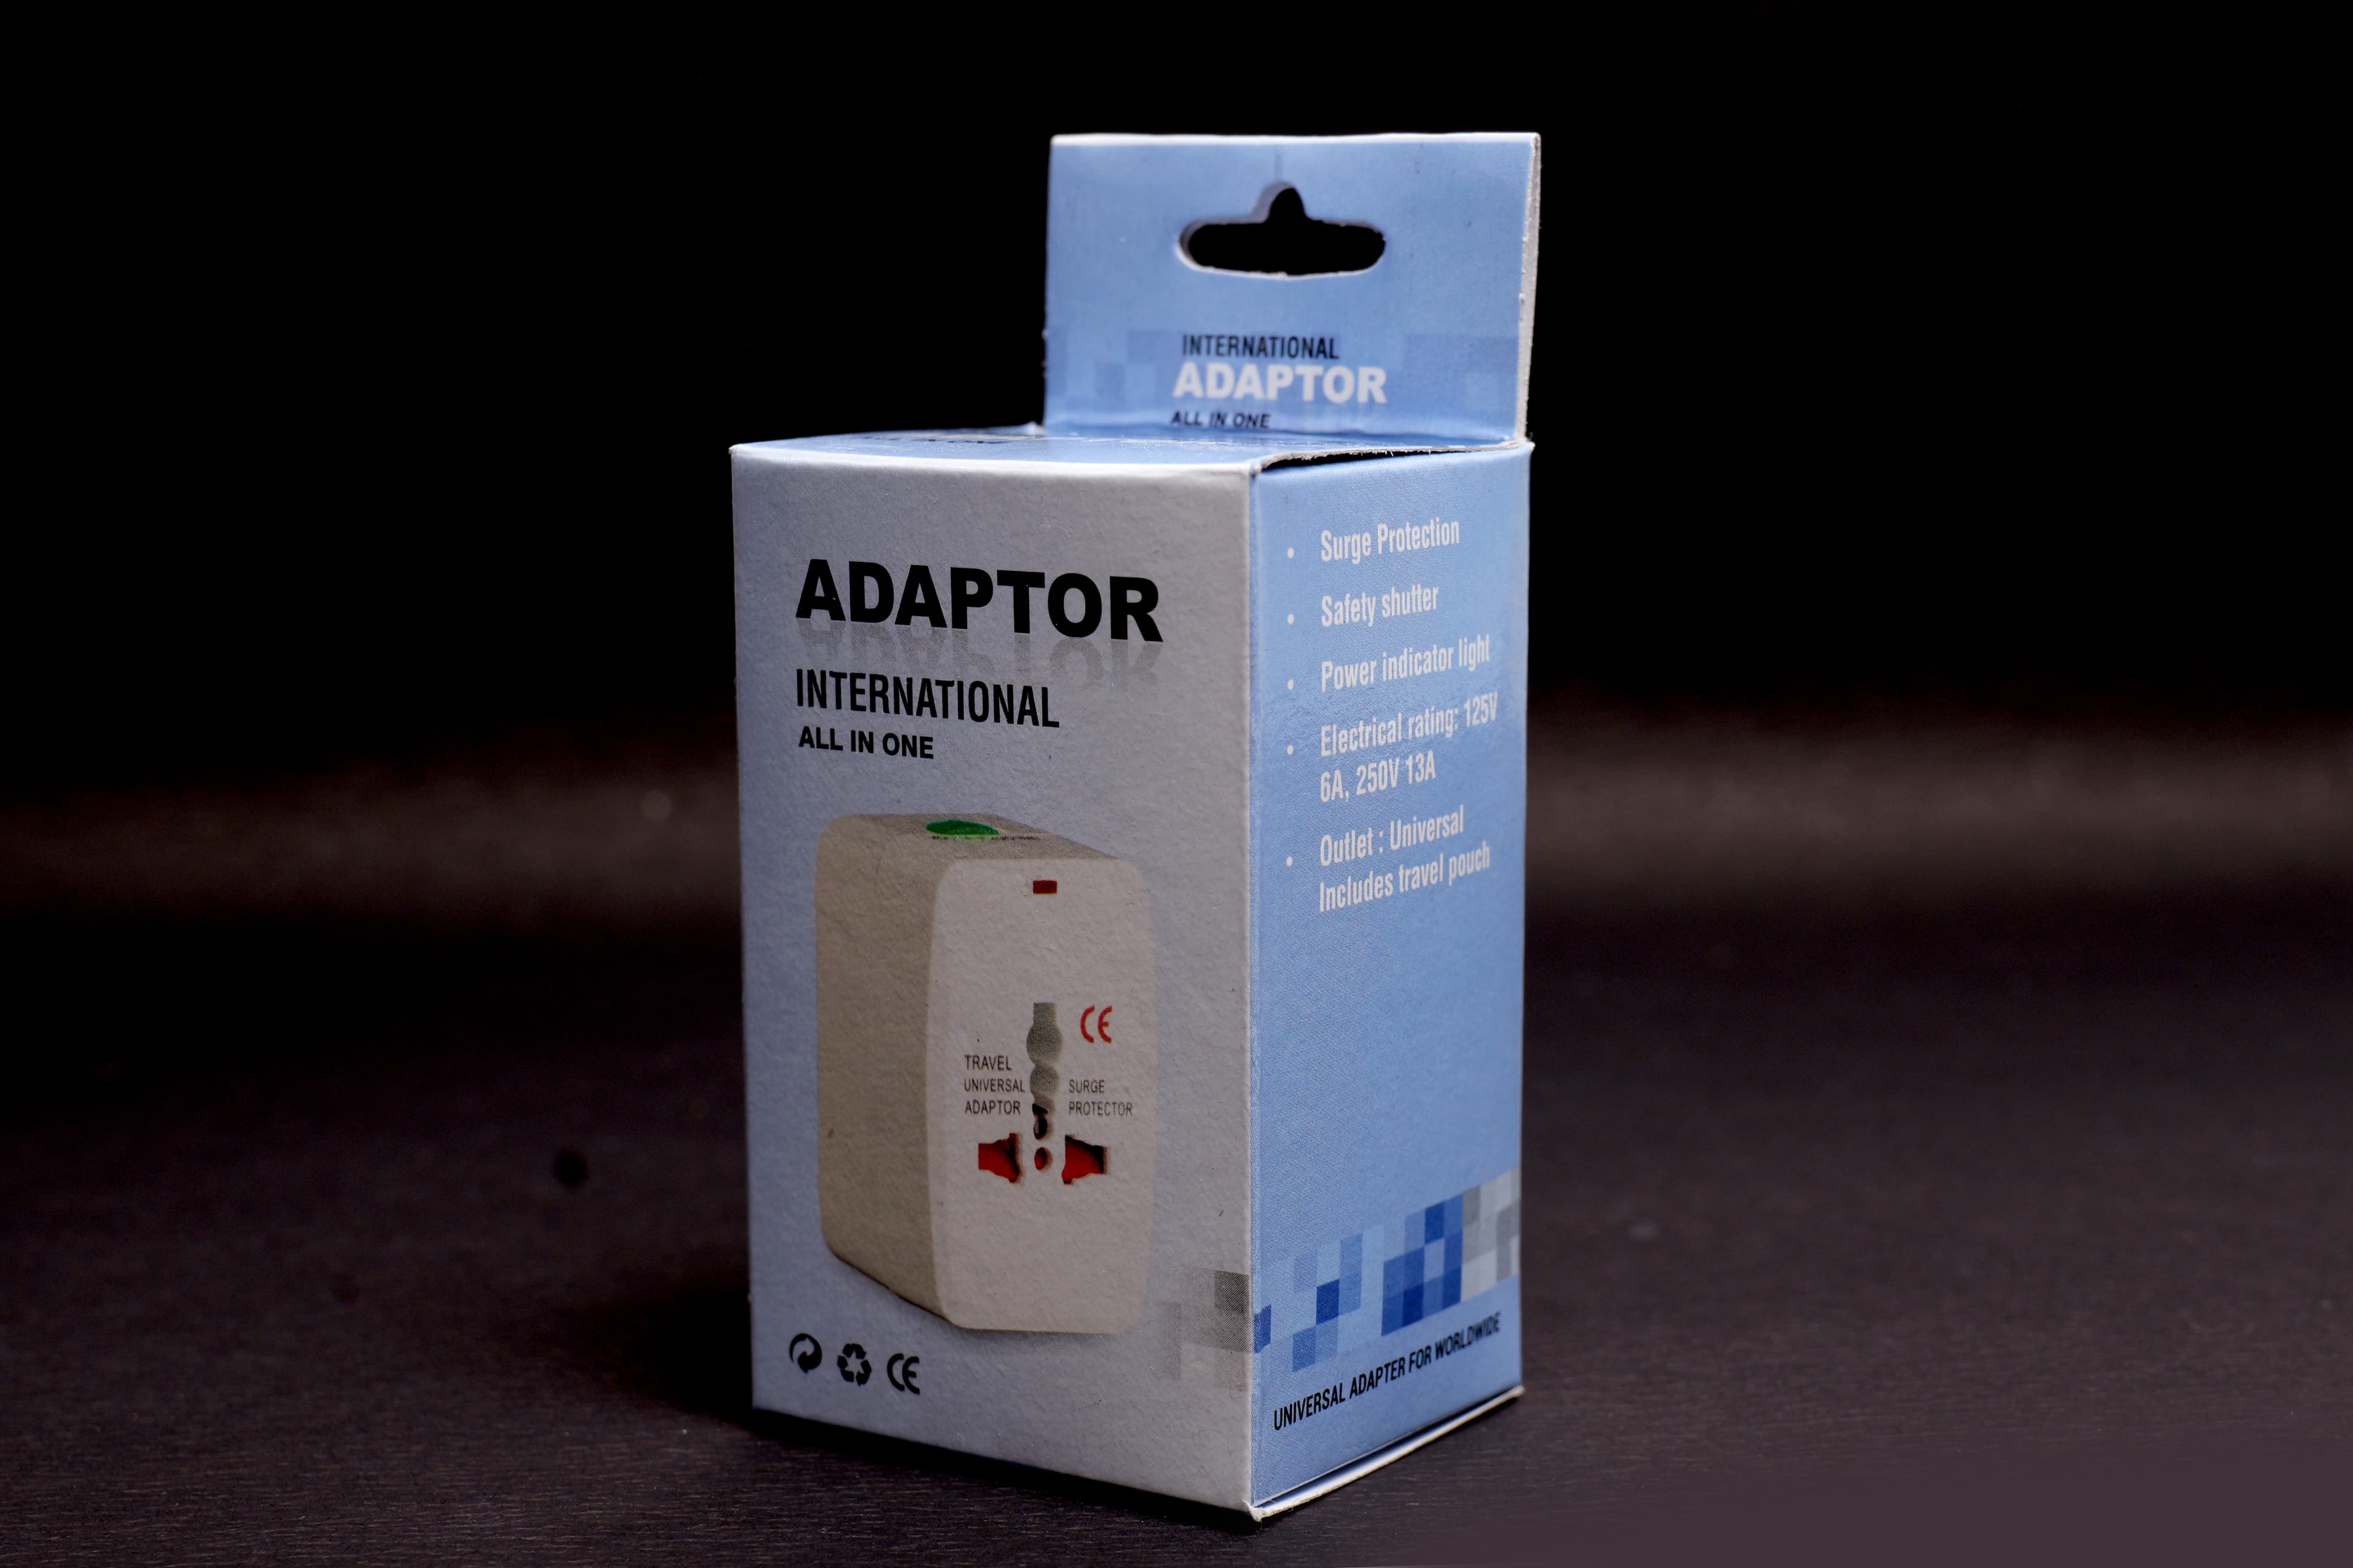 INTERNATIONAL
ADAPTOR
ALL IN ONE
ADAPTOR
INTERNATIONAL
ALL IN ONE
CE
TRAVEL
UNIVERSAL
ADAPTOR
SURGE
PROTECTOR
CE
• Surge Protection
• Safety shutter
• Power indicator light
• Electrical rating: 125V
6A, 250V 13A
• Outlet : Universal
Includes travel pouch
UNIVERSAL ADAPTER FOR WORLDWIDE